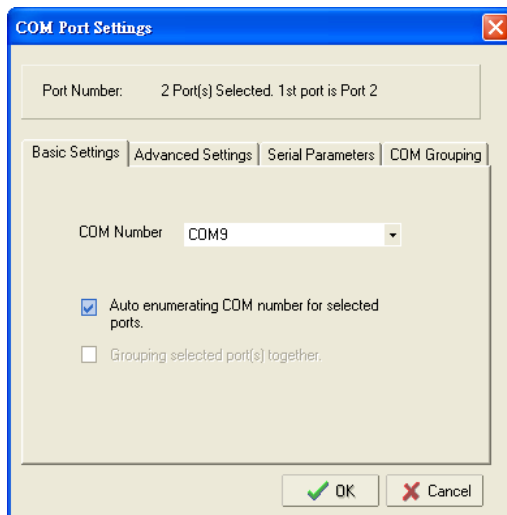 COM Port Settings
Port Number: 2 Port(s) Selected. 1st port is Port 2
Basic Settings Advanced Settings Serial Parameters COM Grouping
COM Number COM9
Auto enumerating COM number for selected
ports.
Grouping selected port(s) together.
OK Cancel